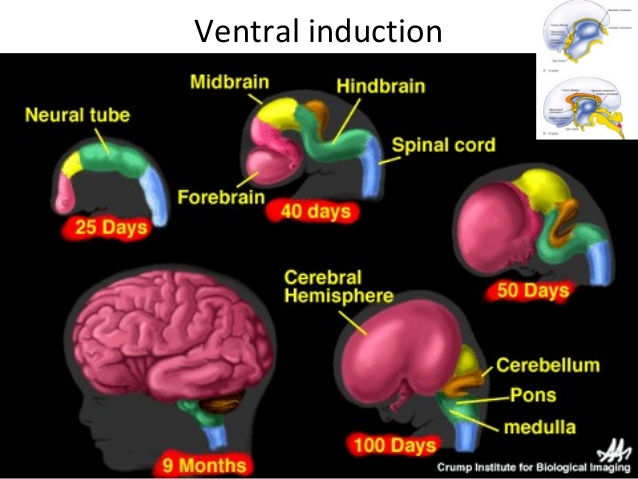 Ventral induction
Midbrain
Hindbrain
Neural tube
Spinal cord
Forebrain
40 days
25 Days
Cerebral
Hemisphere
50 Days
Cerebellum
Pons
medulla
100 Days
9 Months
Crump Institute for Biological Imaging